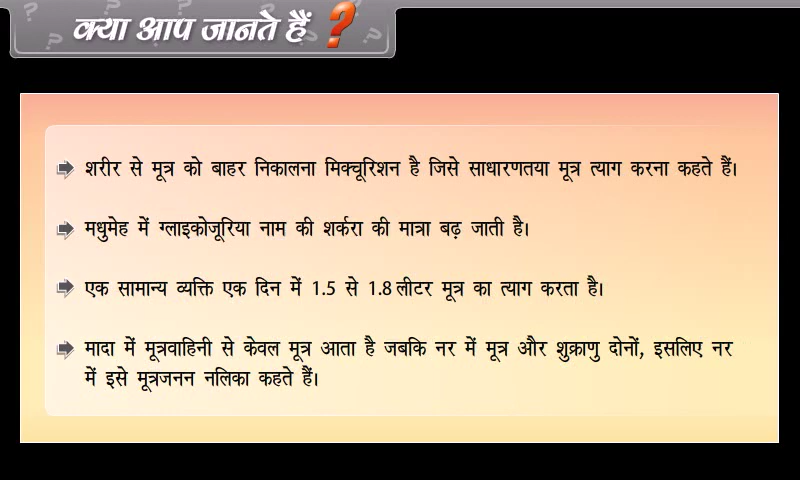 क्या आप जानते हैं ?
शरीर से मूत्र को बाहर निकालना मिक्चूरिशन है जिसे साधारणतया मूत्र त्याग करना कहते हैं।
मधुमेह में ग्लाइकोजूरिया नाम की शर्करा की मात्रा बढ़ जाती है।
एक सामान्य व्यक्ति एक दिन में 1.5 से 1.8 लीटर मूत्र का त्याग करता है।
मादा में मूत्रवाहिनी से केवल मूत्र आता है जबकि नर में मूत्र और शुक्राणु दोनों, इसलिए नर
में इसे मूत्रजनन नलिका कहते हैं।